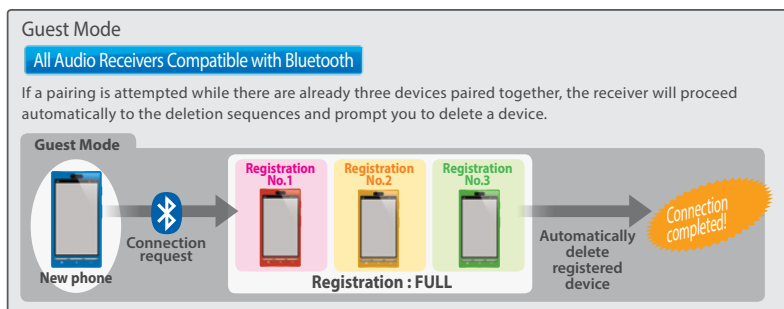 Guest Mode
All Audio Receivers Compatible with Bluetooth
If a pairing is attempted while there are already three devices paired together, the receiver will proceed
automatically to the deletion sequences and prompt you to delete a device.
Guest Mode
New phone
Connection
request
Registration
No.1
Registration
No.2
Registration
No.3
Registration : FULL
Automatically
delete
registered
device
Connection
completed!